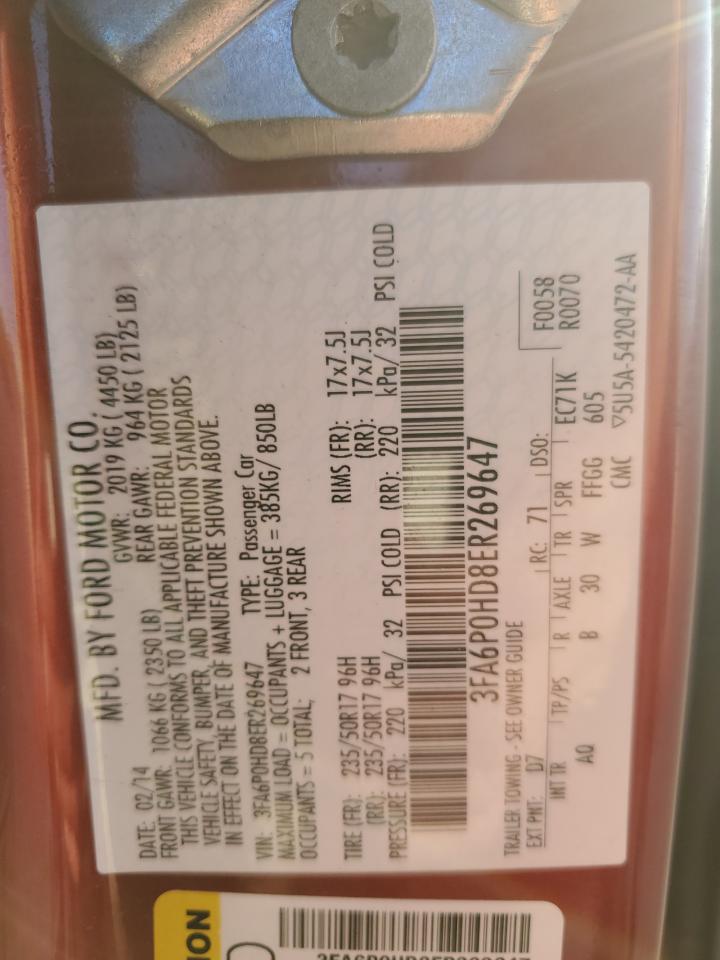 MFD. BY FORD MOTOR CO.
DATE: 02/14 GVWR: 2019 KG ( 4450 LB)
FRONT GAWR: 1066 KG ( 2350 LB) REAR GAWR: 964 KG ( 2125 LB)
THIS VEHICLE CONFORMS TO ALL APPLICABLE FEDERAL MOTOR
VEHICLE SAFETY, BUMPER, AND THEFT PREVENTION STANDARDS
IN EFFECT ON THE DATE OF MANUFACTURE SHOWN ABOVE.
VIN: 3FA6P0HD8ER269647 TYPE: Passenger Car
MAXIMUM LOAD = OCCUPANTS + LUGGAGE = 385KG/ 850LB
OCCUPANTS = 5 TOTAL; 2 FRONT, 3 REAR
TIRE (FR): 235/50R17 96H RIMS (FR): 17x7.5J
(RR): 235/50R17 96H (RR): 17x7.5J
PRESSURE (FR): 220 kPa/ 32 PSI COLD (RR): 220 kPa/ 32 PSI COLD
3FA6P0HD8ER269647
TRAILER TOWING - SEE OWNER GUIDE
EXT PNT: D7 RC: 71 DSO: F0058
R0070
INT TR TP/PS R AXLE TR SPR EC71K
AQ B 30 W FFGG 605
CMC ▽5U5A-5420472-AA